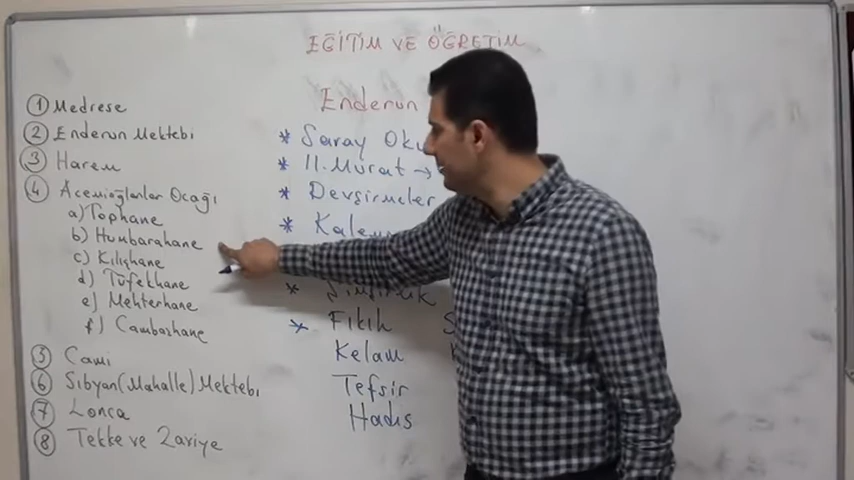 EĞİTİM VE ÖĞRETİM
① Medrese
② Enderun Mektebi
③ Harem
④ Acemioğlanlar Ocağı
a) Tophane
b) Humbarahane
c) Kılıçhane
d) Tüfekhane
e) Mehterhane
f) Cambazhane
⑤ Cami
⑥ Sıbyan (Mahalle) Mektebi
⑦ Lonca
⑧ Tekke ve Zaviye
Enderun
* Saray Oku
* II. Murat →
* Devşirmeler
* Kalem
*
* Fıkıh
Kelam
Tefsir
Hadis